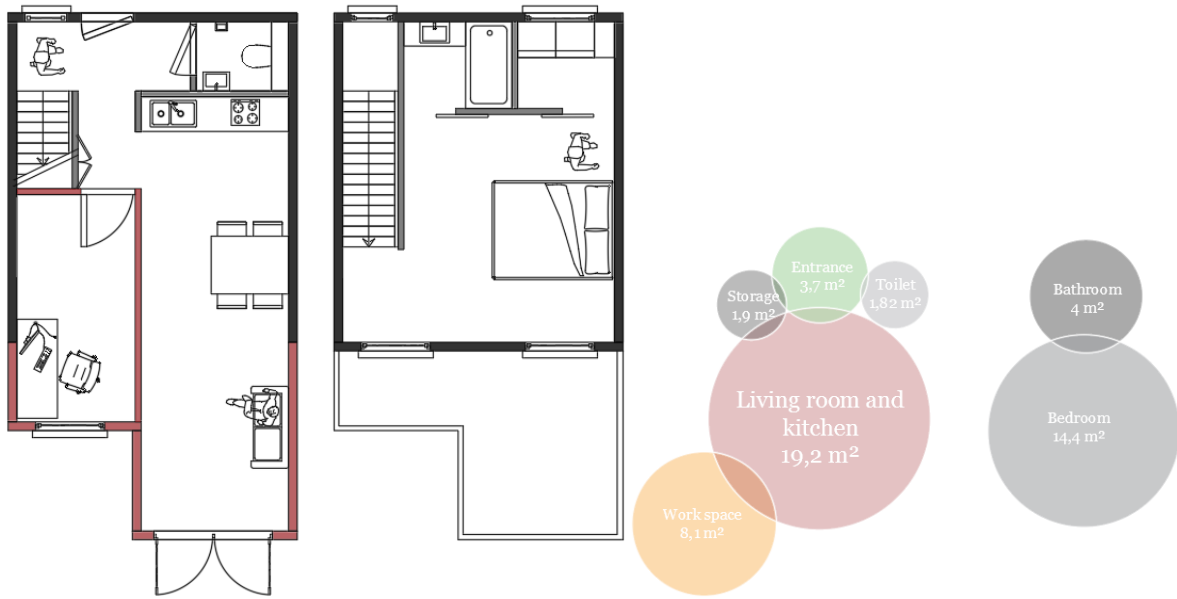 Entrance
3,7 m²
Storage
1,9 m²
Toilet
1,82 m²
Living room and
kitchen
19,2 m²
Work space
8,1 m²
Bathroom
4 m²
Bedroom
14,4 m²